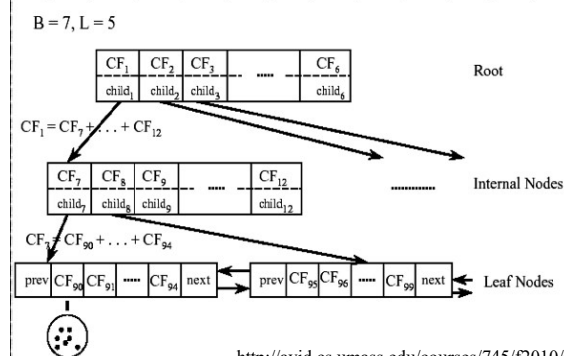 B = 7, L = 5
CF1 CF2 CF3 ..... CF6
child1 child2 child3 child6
Root
CF1 = CF7 + . . . + CF12
CF7 CF8 CF9 ..... CF12
child7 child8 child9 child12
..............
Internal Nodes
CF7 = CF90 + . . . + CF94
prev CF90 CF91 ..... CF94 next
prev CF95 CF96 ..... CF99 next
Leaf Nodes